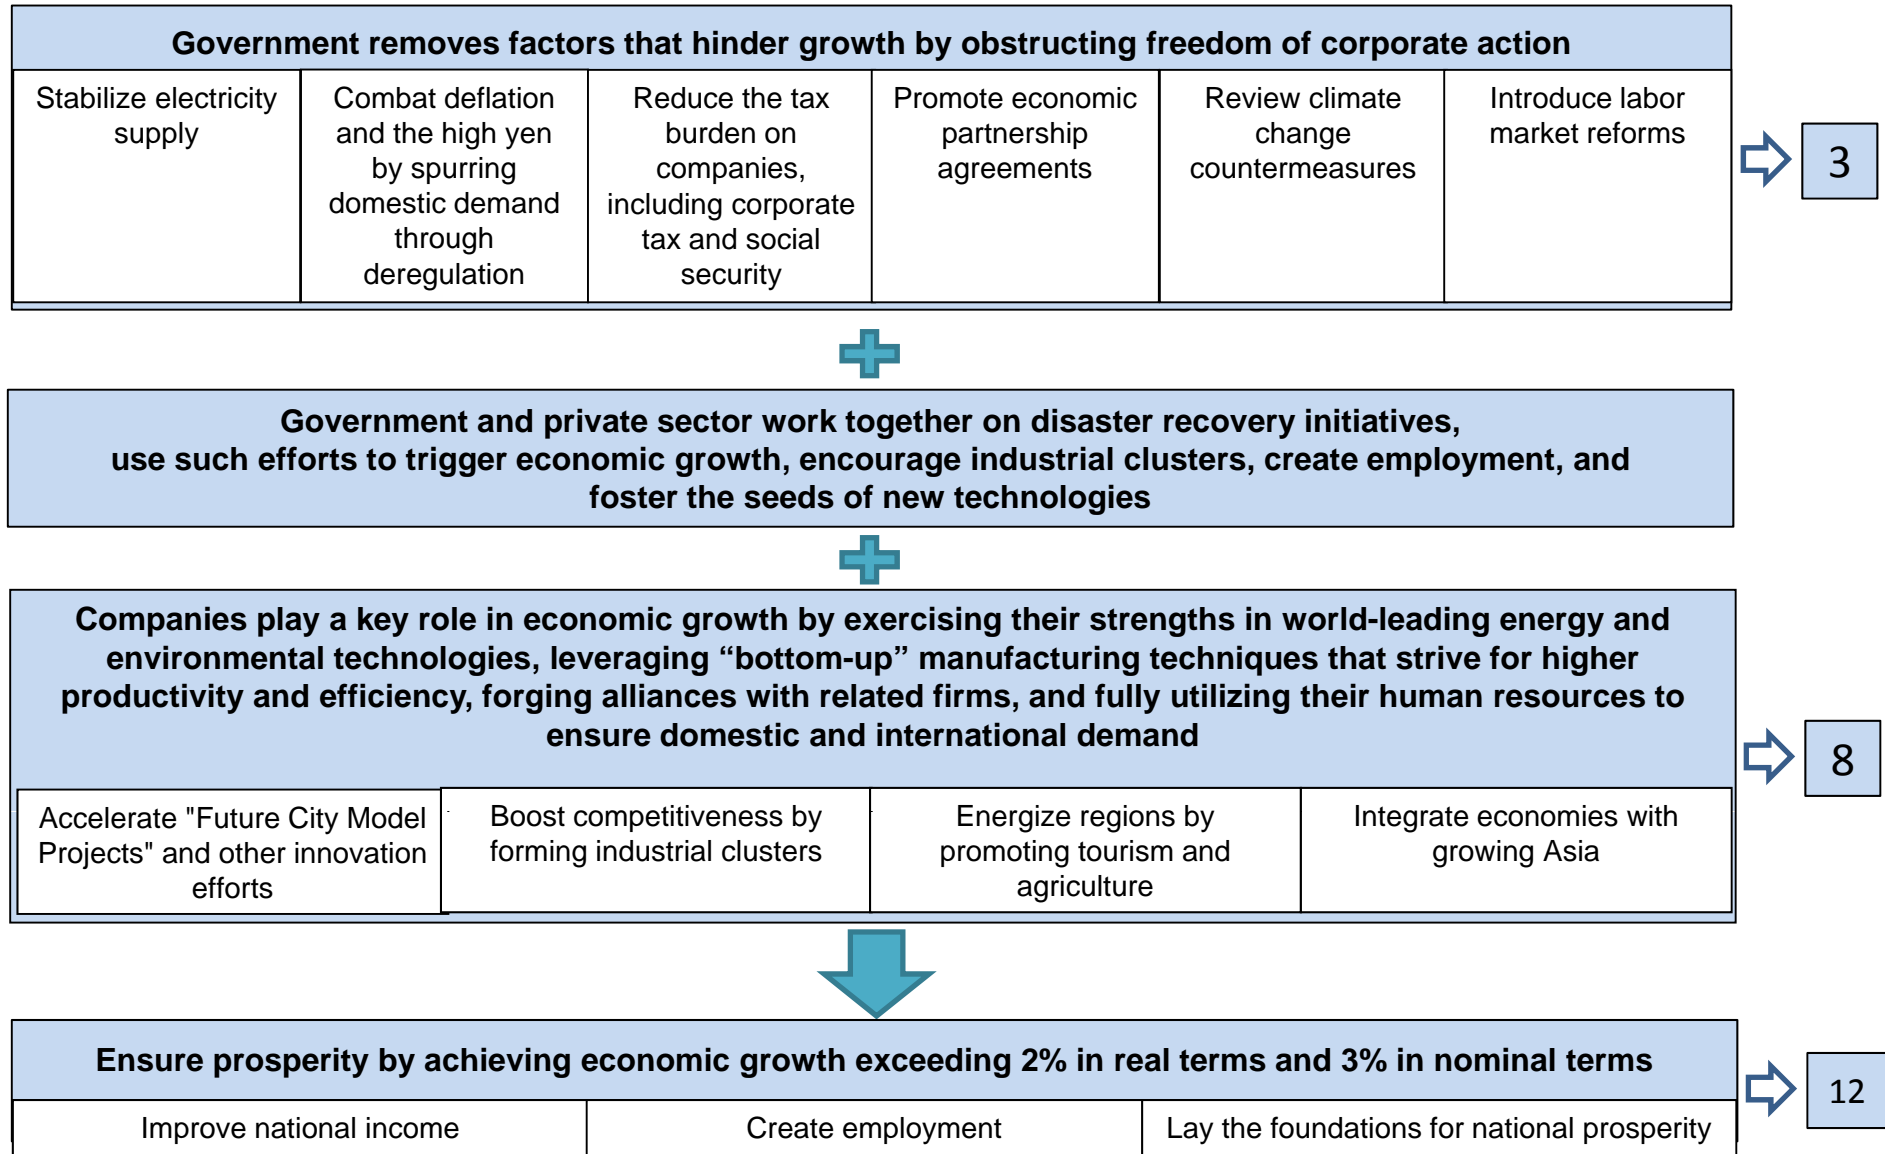 Government removes factors that hinder growth by obstructing freedom of corporate action
Stabilize electricity
supply
Combat deflation
and the high yen
by spurring
domestic demand
through
deregulation
Reduce the tax
burden on
companies,
including corporate
tax and social
security
Promote economic
partnership
agreements
Review climate
change
countermeasures
Introduce labor
market reforms
3
Government and private sector work together on disaster recovery initiatives,
use such efforts to trigger economic growth, encourage industrial clusters, create employment, and
foster the seeds of new technologies
Companies play a key role in economic growth by exercising their strengths in world-leading energy and
environmental technologies, leveraging “bottom-up” manufacturing techniques that strive for higher
productivity and efficiency, forging alliances with related firms, and fully utilizing their human resources to
ensure domestic and international demand
8
Accelerate "Future City Model
Projects" and other innovation
efforts
Boost competitiveness by
forming industrial clusters
Energize regions by
promoting tourism and
agriculture
Integrate economies with
growing Asia
Ensure prosperity by achieving economic growth exceeding 2% in real terms and 3% in nominal terms
12
Improve national income
Create employment
Lay the foundations for national prosperity